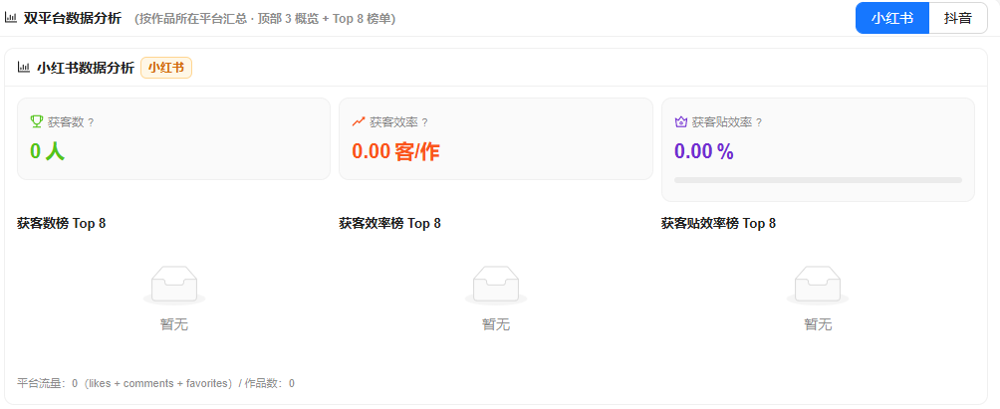 双平台数据分析 (按作品所在平台汇总 · 顶部 3 概览 + Top 8 榜单) 小红书 抖音
小红书数据分析 小红书
获客数 ? 获客效率 ? 获客贴效率 ?
0 人 0.00 客/作 0.00 %
获客数榜 Top 8 获客效率榜 Top 8 获客贴效率榜 Top 8
暂无 暂无 暂无
平台流量：0（likes + comments + favorites）/ 作品数：0